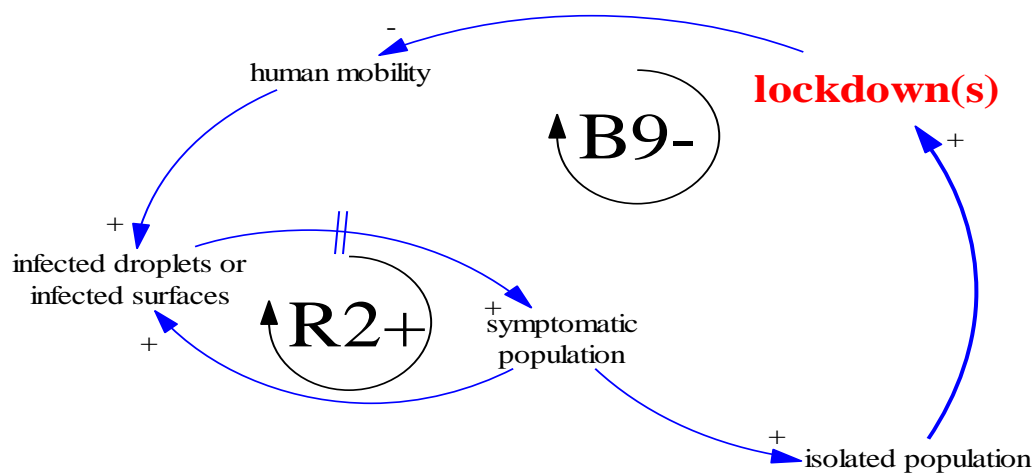 -
human mobility
lockdown(s)
B9-
+
+
infected droplets or
infected surfaces
R2+
+
symptomatic
population
+
+
isolated population